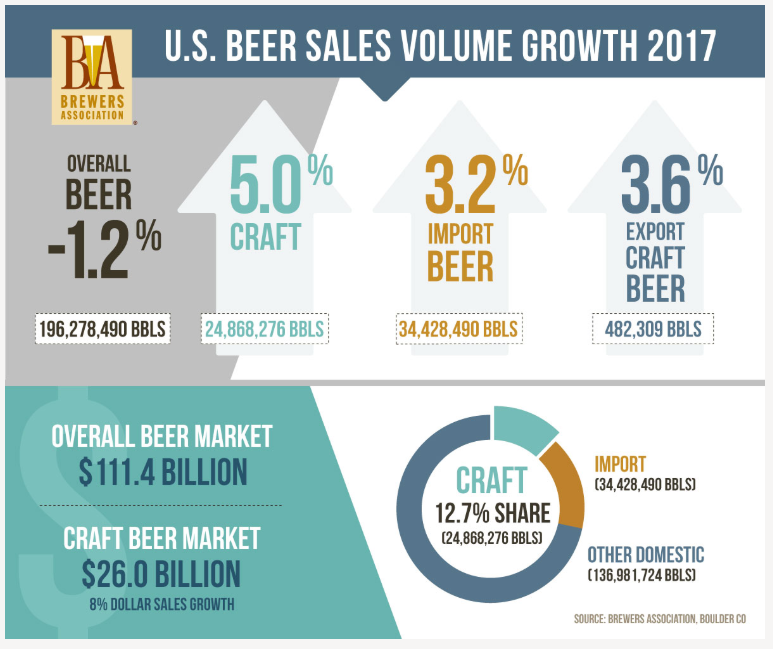 BA
BREWERS
ASSOCIATION
U.S. BEER SALES VOLUME GROWTH 2017
OVERALL
BEER
-1.2%
196,278,490 BBLS
5.0%
CRAFT
24,868,276 BBLS
3.2%
IMPORT
BEER
34,428,490 BBLS
3.6%
EXPORT
CRAFT
BEER
482,309 BBLS
$
OVERALL BEER MARKET
$111.4 BILLION
CRAFT BEER MARKET
$26.0 BILLION
8% DOLLAR SALES GROWTH
CRAFT
12.7% SHARE
(24,868,276 BBLS)
IMPORT
(34,428,490 BBLS)
OTHER DOMESTIC
(136,981,724 BBLS)
SOURCE: BREWERS ASSOCIATION, BOULDER CO